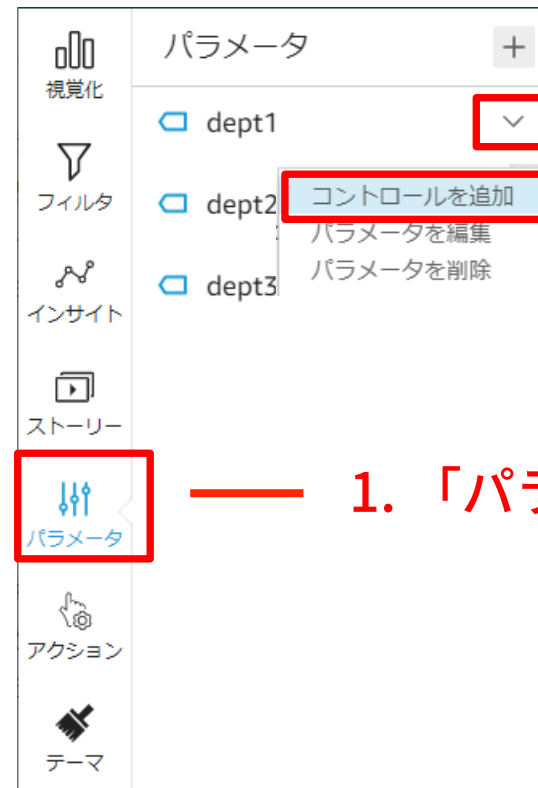 視覚化
フィルタ
インサイト
ストーリー
パラメータ
アクション
テーマ
パラメータ
dept1
dept2
dept3
コントロールを追加
パラメータを編集
パラメータを削除
1. 「パラ